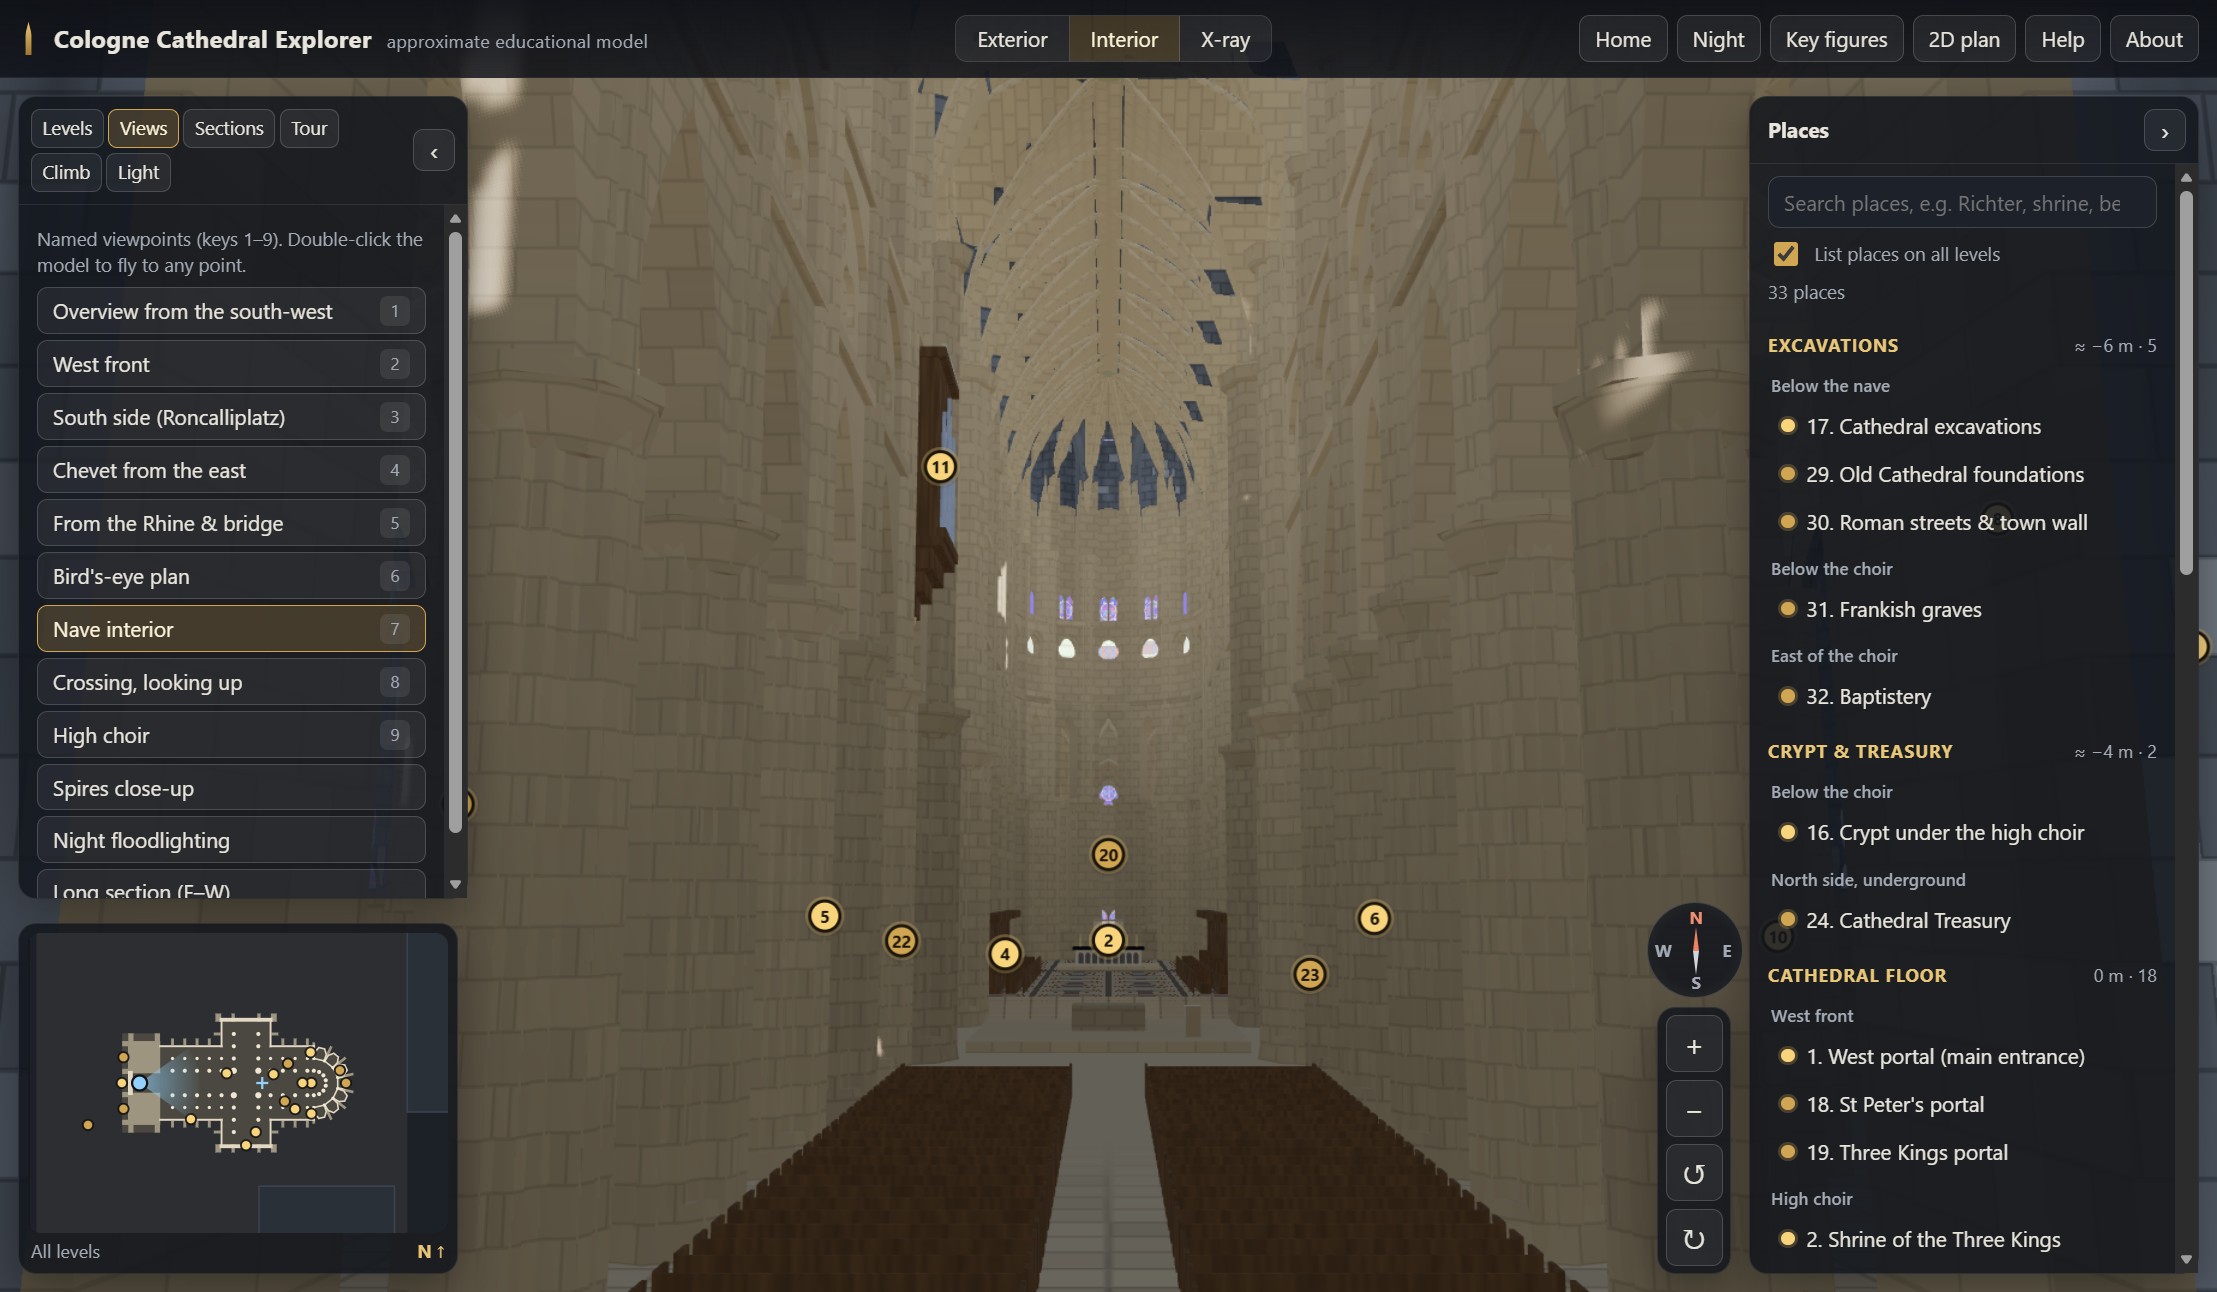 Cologne Cathedral Explorer approximate educational model
Exterior Interior X-ray
Home Night Key figures 2D plan Help About
Levels Views Sections Tour
Climb Light
Named viewpoints (keys 1–9). Double-click the
model to fly to any point.
Overview from the south-west 1
West front 2
South side (Roncalliplatz) 3
Chevet from the east 4
From the Rhine & bridge 5
Bird's-eye plan 6
Nave interior 7
Crossing, looking up 8
High choir 9
Spires close-up
Night floodlighting
Long section (E–W)
All levels N ↑
11
20
5
22
4
2
6
23
10
N
W E
S
Places
Search places, e.g. Richter, shrine, be
List places on all levels
33 places
EXCAVATIONS ≈ −6 m · 5
Below the nave
17. Cathedral excavations
29. Old Cathedral foundations
30. Roman streets & town wall
Below the choir
31. Frankish graves
East of the choir
32. Baptistery
CRYPT & TREASURY ≈ −4 m · 2
Below the choir
16. Crypt under the high choir
North side, underground
24. Cathedral Treasury
CATHEDRAL FLOOR 0 m · 18
West front
1. West portal (main entrance)
18. St Peter's portal
19. Three Kings portal
High choir
2. Shrine of the Three Kings